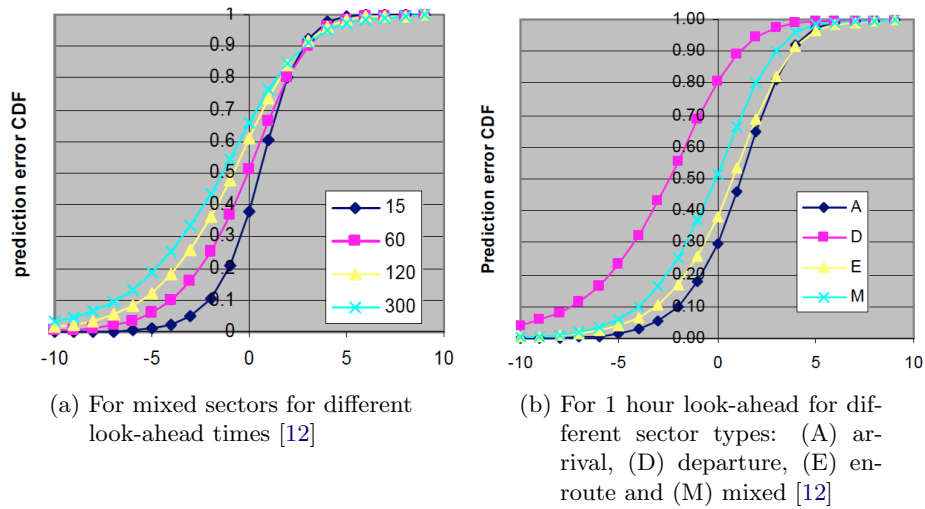 prediction error CDF
1
0.9
0.8
0.7
0.6
0.5
0.4
0.3
0.2
0.1
0
-10 -5 0 5 10
15
60
120
300
(a) For mixed sectors for different
look-ahead times [12]
Prediction error CDF
1.00
0.90
0.80
0.70
0.60
0.50
0.40
0.30
0.20
0.10
0.00
-10 -5 0 5 10
A
D
E
M
(b) For 1 hour look-ahead for dif-
ferent sector types: (A) ar-
rival, (D) departure, (E) en-
route and (M) mixed [12]